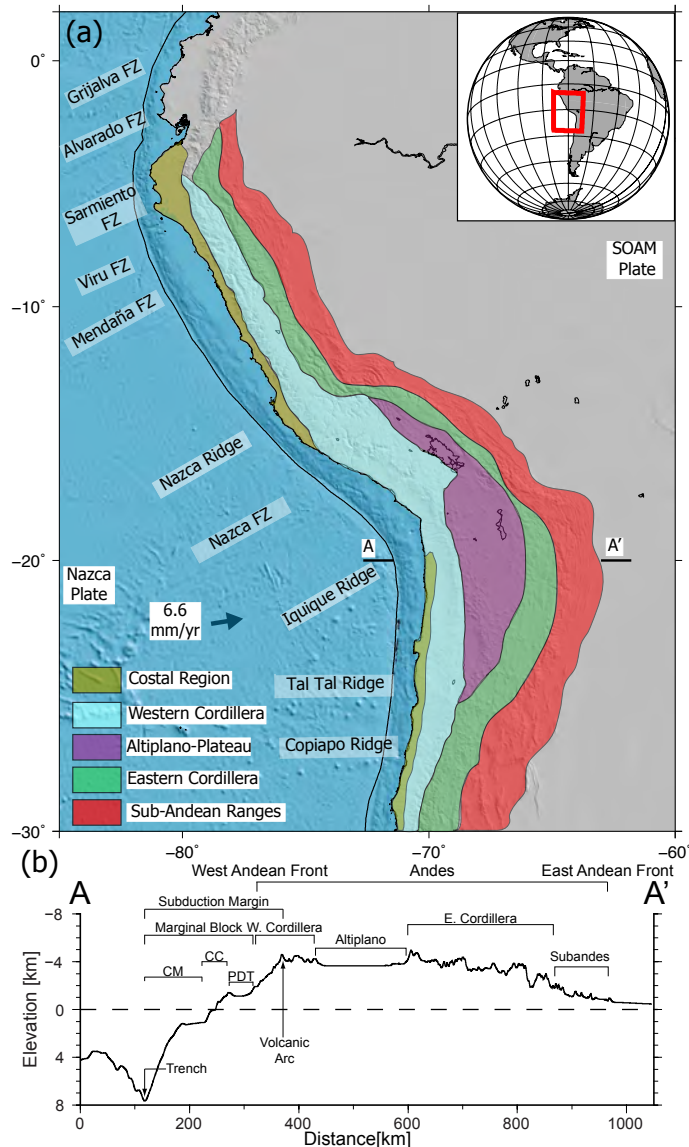 (a)
0°
Grijalva FZ
Alvarado FZ
Sarmiento
FZ
SOAM
Plate
Viru FZ
−10°
Mendaña FZ
Nazca Ridge
Nazca FZ
A
A'
−20°
Nazca
Plate
Iquique Ridge
6.6
mm/yr
Costal Region
Tal Tal Ridge
Western Cordillera
Altiplano-Plateau
Copiapo Ridge
Eastern Cordillera
Sub-Andean Ranges
−30°
−80°
−70°
−60°
(b)
West Andean Front
Andes
East Andean Front
A
A'
Subduction Margin
−8
Marginal Block
W. Cordillera
E. Cordillera
CC
Altiplano
CM
PDT
Subandes
−4
0
Volcanic
Arc
4
Trench
8
Elevation [km]
0 200 400 600 800 1000
Distance[km]